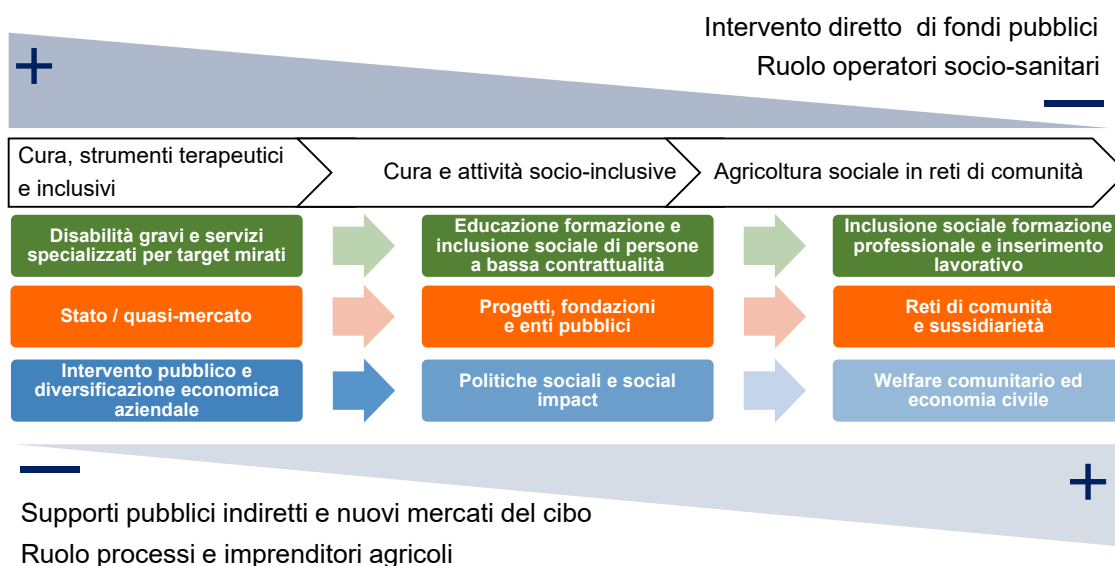 Intervento diretto di fondi pubblici
Ruolo operatori socio-sanitari
+
—
Cura, strumenti terapeutici
e inclusivi
Cura e attività socio-inclusive
Agricoltura sociale in reti di comunità
Disabilità gravi e servizi
specializzati per target mirati
Educazione formazione e
inclusione sociale di persone
a bassa contrattualità
Inclusione sociale formazione
professionale e inserimento
lavorativo
Stato / quasi-mercato
Progetti, fondazioni
e enti pubblici
Reti di comunità
e sussidiarietà
Intervento pubblico e
diversificazione economica
aziendale
Politiche sociali e social
impact
Welfare comunitario ed
economia civile
—
+
Supporti pubblici indiretti e nuovi mercati del cibo
Ruolo processi e imprenditori agricoli